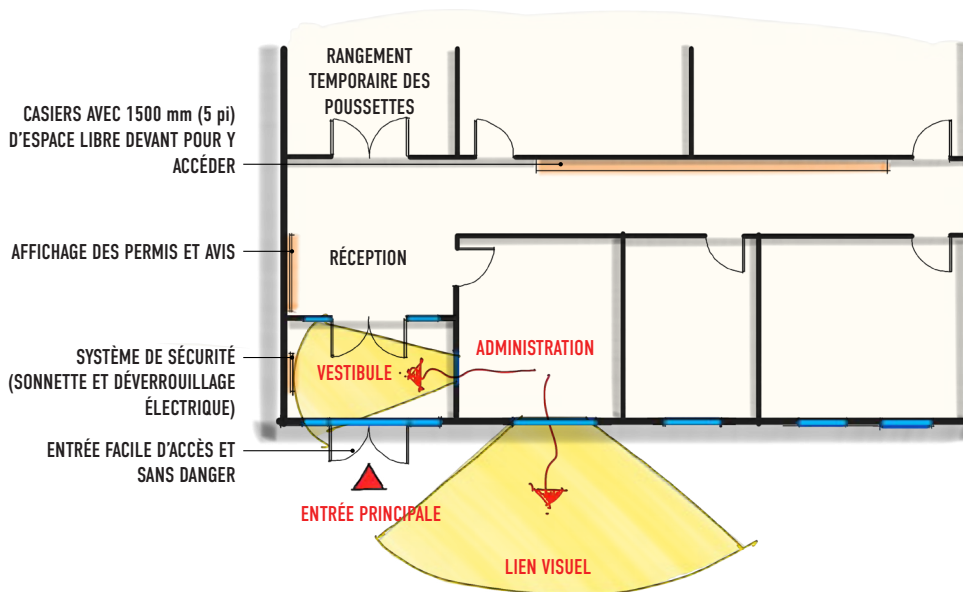 RANGEMENT
TEMPORAIRE DES
POUSSETTES
CASIERS AVEC 1500 mm (5 pi)
D'ESPACE LIBRE DEVANT POUR Y
ACCÉDER
AFFICHAGE DES PERMIS ET AVIS
RÉCEPTION
SYSTÈME DE SÉCURITÉ
(SONNETTE ET DÉVERROUILLAGE
ÉLECTRIQUE)
VESTIBULE
ADMINISTRATION
ENTRÉE FACILE D'ACCÈS ET
SANS DANGER
ENTRÉE PRINCIPALE
LIEN VISUEL